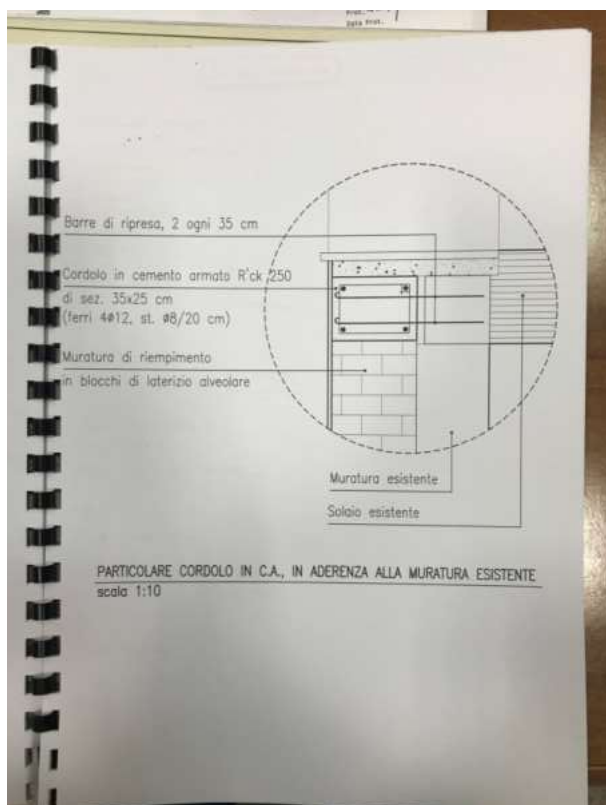 Data Prot.
Barre di ripresa, 2 ogni 35 cm
Cordolo in cemento armato R'ck 250
di sez. 35x25 cm
(ferri 4ø12, st. ø8/20 cm)
Muratura di riempimento
in blocchi di laterizio alveolare
Muratura esistente
Solaio esistente
PARTICOLARE CORDOLO IN C.A., IN ADERENZA ALLA MURATURA ESISTENTE
scala 1:10